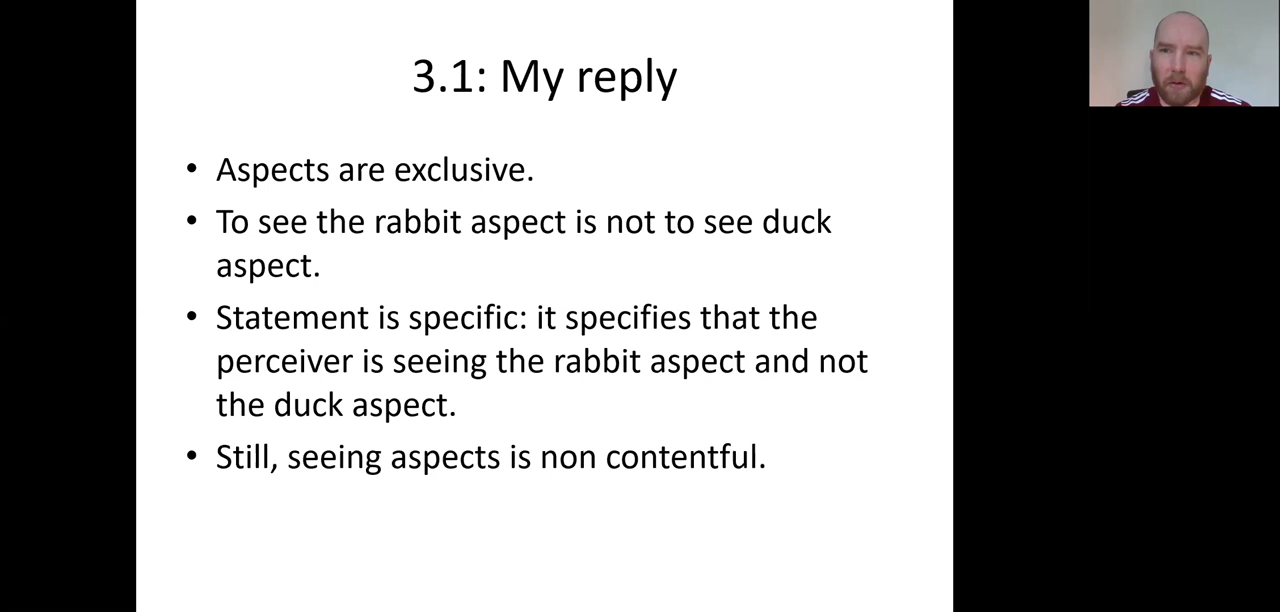 3.1: My reply
• Aspects are exclusive.
• To see the rabbit aspect is not to see duck
aspect.
• Statement is specific: it specifies that the
perceiver is seeing the rabbit aspect and not
the duck aspect.
• Still, seeing aspects is non contentful.